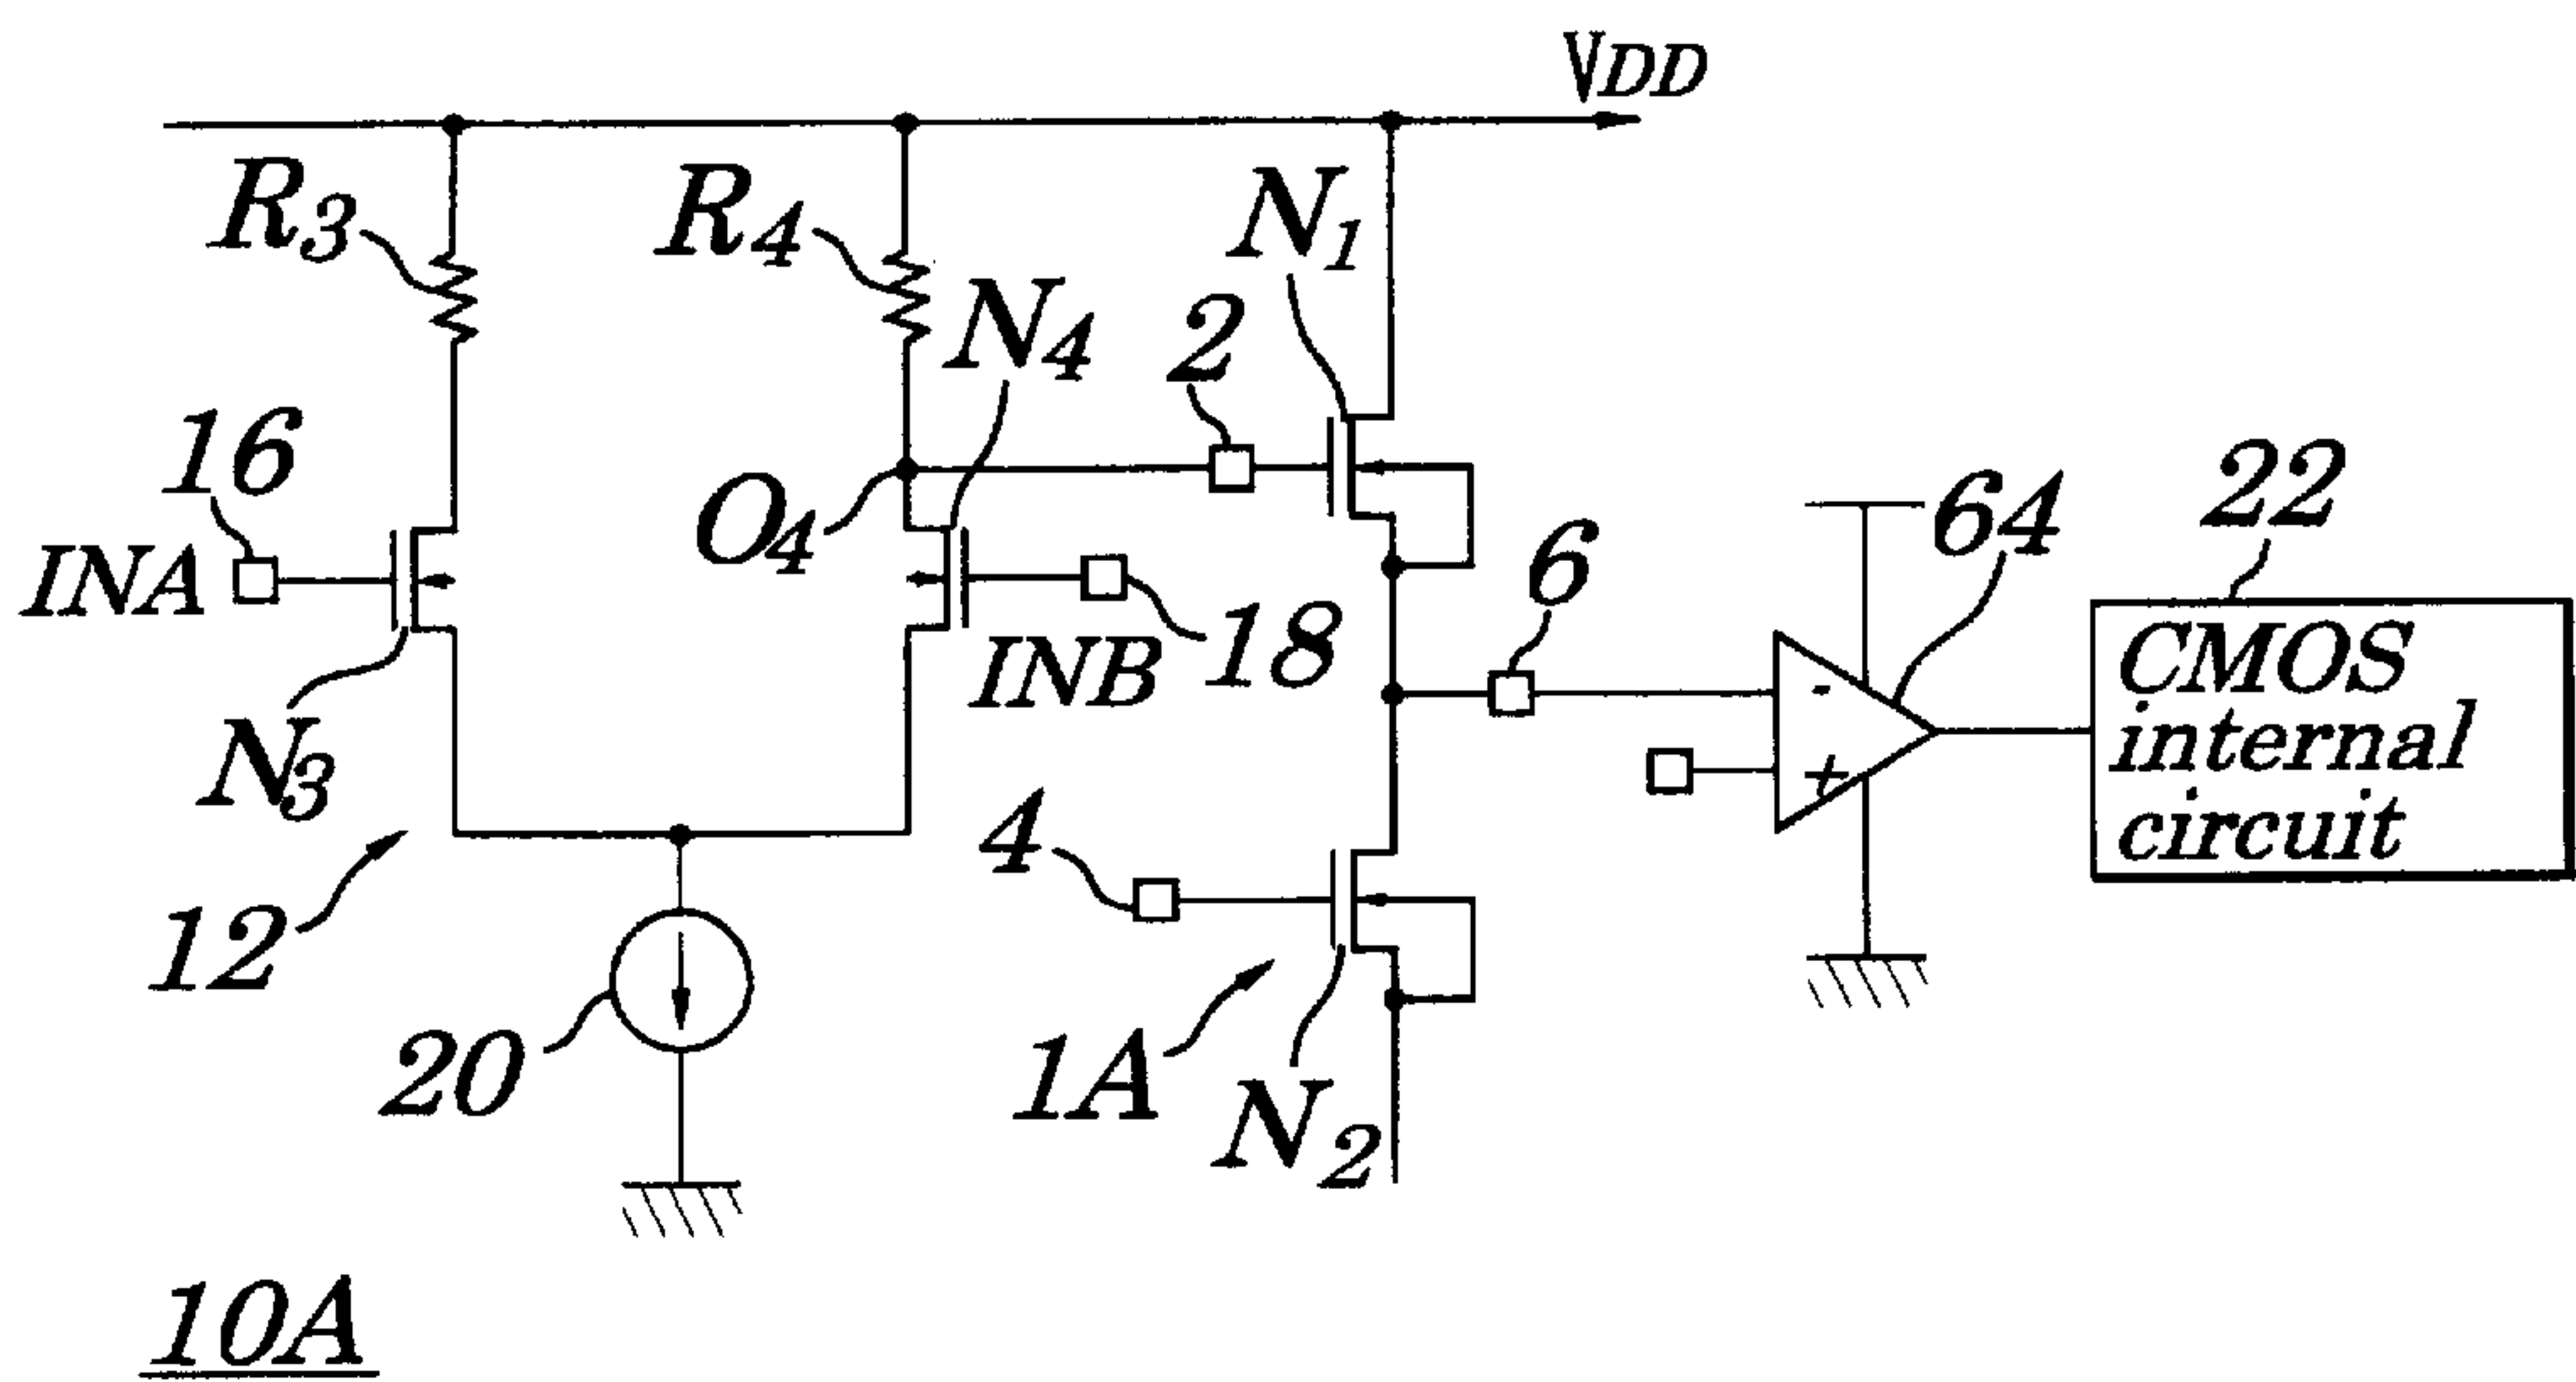 VDD
R3
R4
N1
N4
2
16
O4
6
64
22
INA
18
INB
CMOS
internal
circuit
N3
4
12
20
1A
N2
-
+
10A